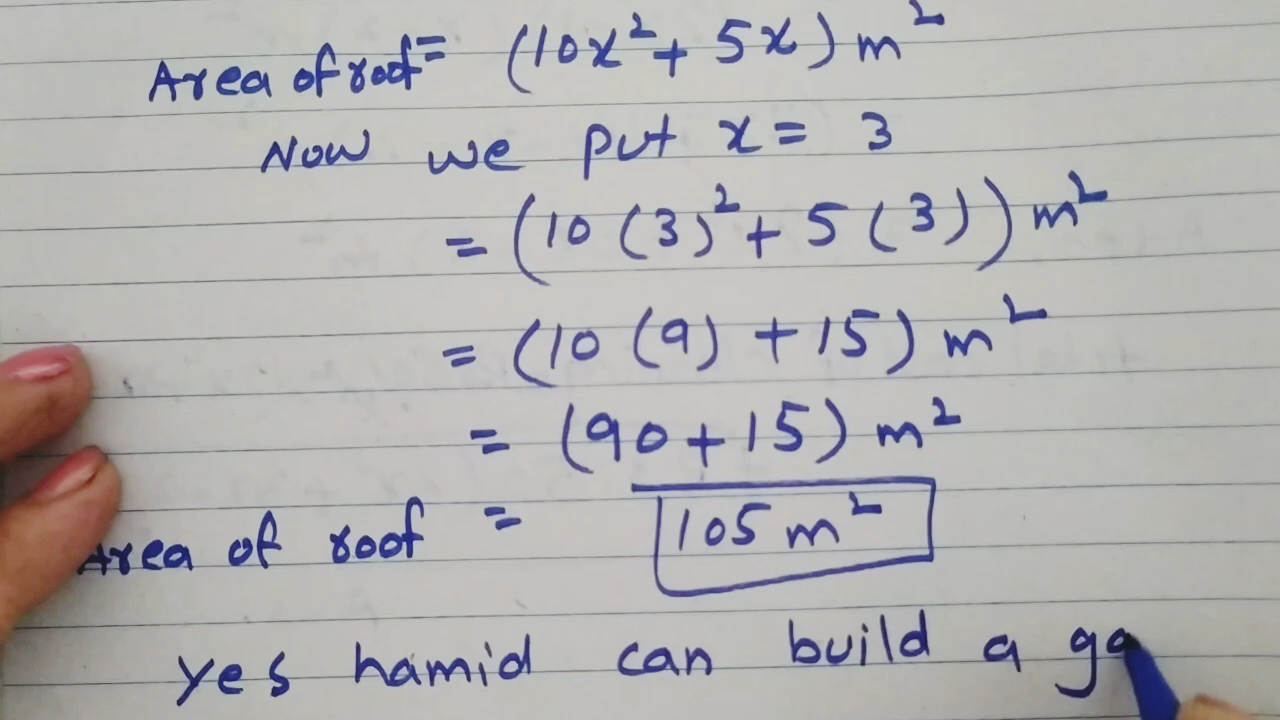 Area of roof = (10x² + 5x) m²
Now we put x = 3
= (10 (3)² + 5 (3)) m²
= (10 (9) + 15) m²
= (90 + 15) m²
Area of roof = 105 m²
yes hamid can build a ga